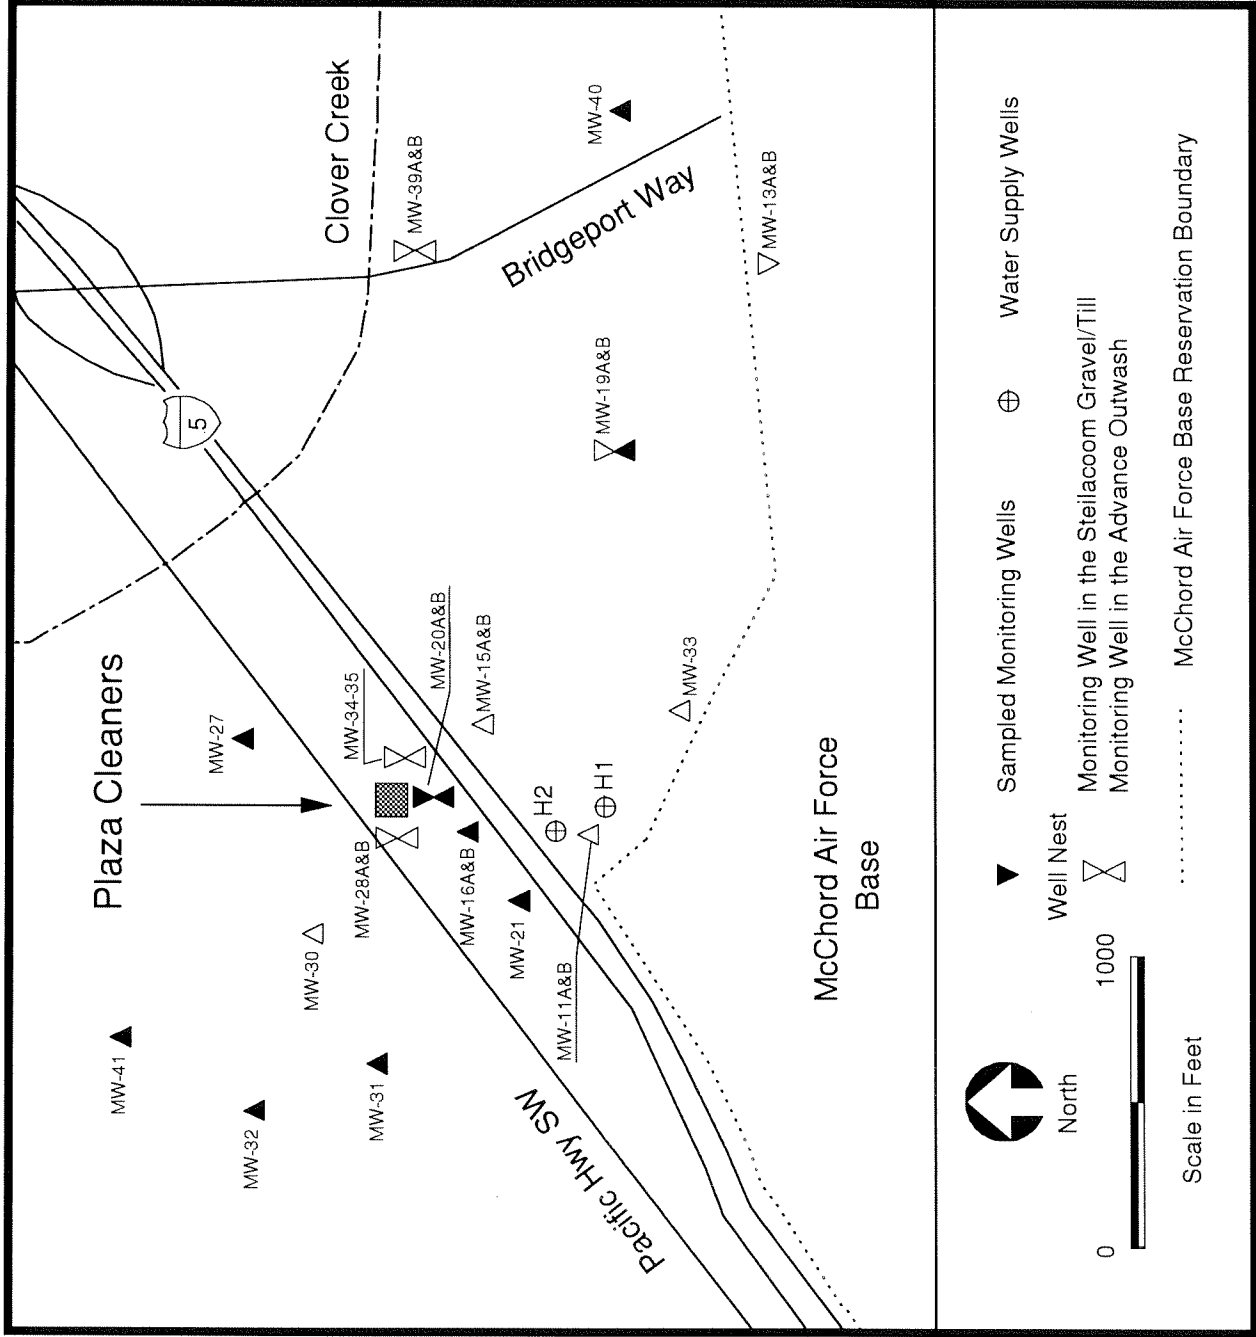 Plaza Cleaners
Clover Creek
5
MW-41
MW-32
MW-27
MW-30
MW-31
MW-28A&B
MW-34-35
MW-20A&B
MW-39A&B
MW-16A&B
MW-15A&B
MW-21
MW-11A&B
H2
H1
MW-19A&B
MW-40
Bridgeport Way
MW-33
MW-13A&B
Pacific Hwy SW
McChord Air Force
Base
North
0
1000
Scale in Feet
Sampled Monitoring Wells
Water Supply Wells
Well Nest
Monitoring Well in the Steilacoom Gravel/Till
Monitoring Well in the Advance Outwash
McChord Air Force Base Reservation Boundary